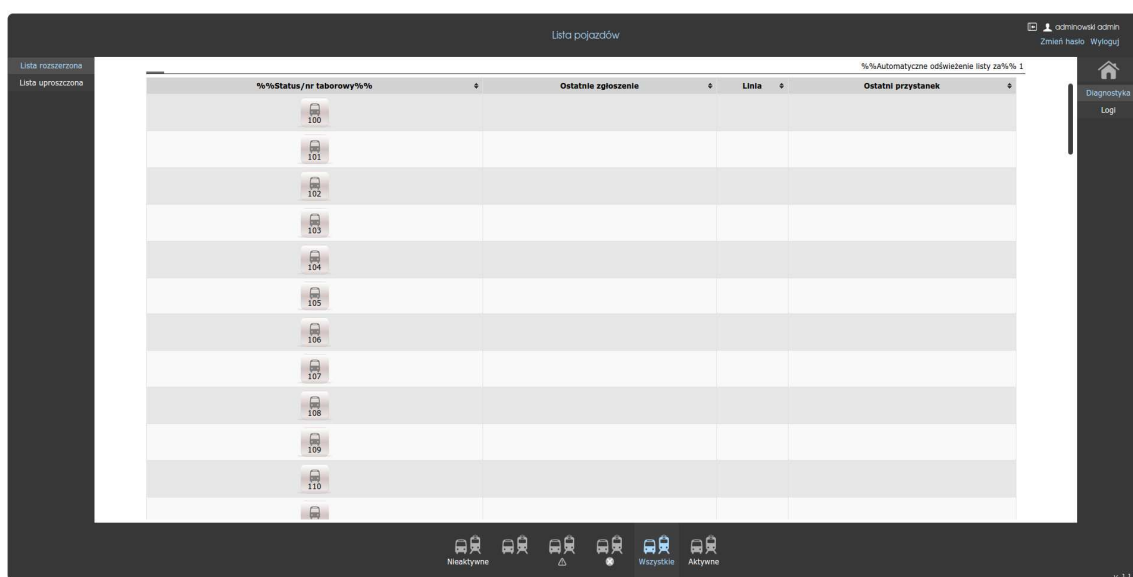 Lista pojazdów
adminowski admin
Zmień hasło Wyloguj
Lista rozszerzona
Lista uproszczona
%%Automatyczne odświeżenie listy za%% 1
%%Status/nr taborowy%% Ostatnie zgłoszenie Linia Ostatni przystanek
100
101
102
103
104
105
106
107
108
109
110
Diagnostyka
Logi
Nieaktywne Wszystkie Aktywne